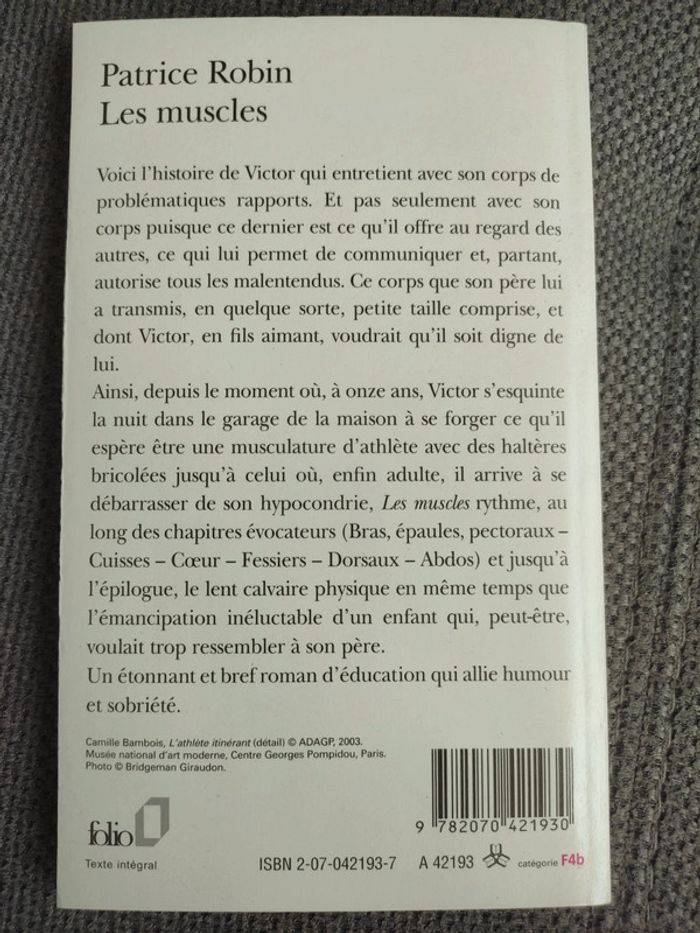 Patrice Robin
Les muscles
Voici l'histoire de Victor qui entretient avec son corps de
problématiques rapports. Et pas seulement avec son
corps puisque ce dernier est ce qu'il offre au regard des
autres, ce qui lui permet de communiquer et, partant,
autorise tous les malentendus. Ce corps que son père lui
a transmis, en quelque sorte, petite taille comprise, et
dont Victor, en fils aimant, voudrait qu'il soit digne de
lui.
Ainsi, depuis le moment où, à onze ans, Victor s'esquinte
la nuit dans le garage de la maison à se forger ce qu'il
espère être une musculature d'athlète avec des haltères
bricolées jusqu'à celui où, enfin adulte, il arrive à se
débarrasser de son hypocondrie, Les muscles rythme, au
long des chapitres évocateurs (Bras, épaules, pectoraux –
Cuisses – Cœur – Fessiers – Dorsaux – Abdos) et jusqu'à
l'épilogue, le lent calvaire physique en même temps que
l'émancipation inéluctable d'un enfant qui, peut-être,
voulait trop ressembler à son père.
Un étonnant et bref roman d'éducation qui allie humour
et sobriété.
Camille Bambois, L'athlète itinérant (détail) © ADAGP, 2003.
Musée national d'art moderne, Centre Georges Pompidou, Paris.
Photo © Bridgeman Giraudon.
9 782070 421930
folio
Texte intégral
ISBN 2-07-042193-7 A 42193 catégorie F4b